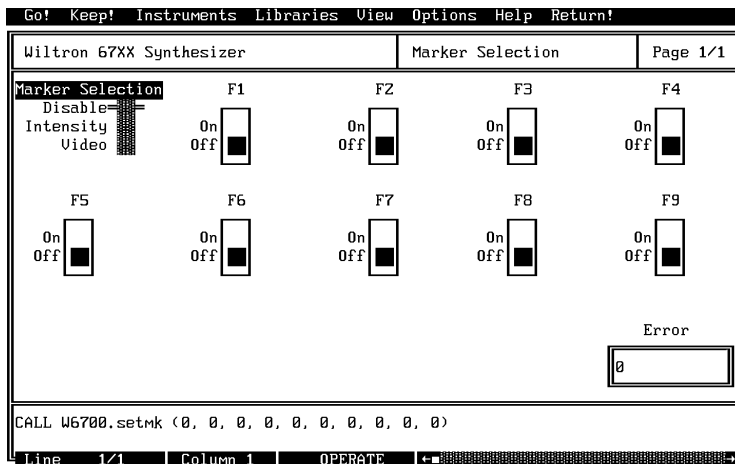 Go! Keep! Instruments Libraries View Options Help Return!
Wiltron 67XX Synthesizer Marker Selection Page 1/1
Marker Selection F1 F2 F3 F4
Disable
Intensity On On On On
Off Off Off Off
Video
F5 F6 F7 F8 F9
On On On On On
Off Off Off Off Off
Error
0
CALL W6700.setmk (0, 0, 0, 0, 0, 0, 0, 0, 0, 0)
Line 1/1 Column 1 OPERATE